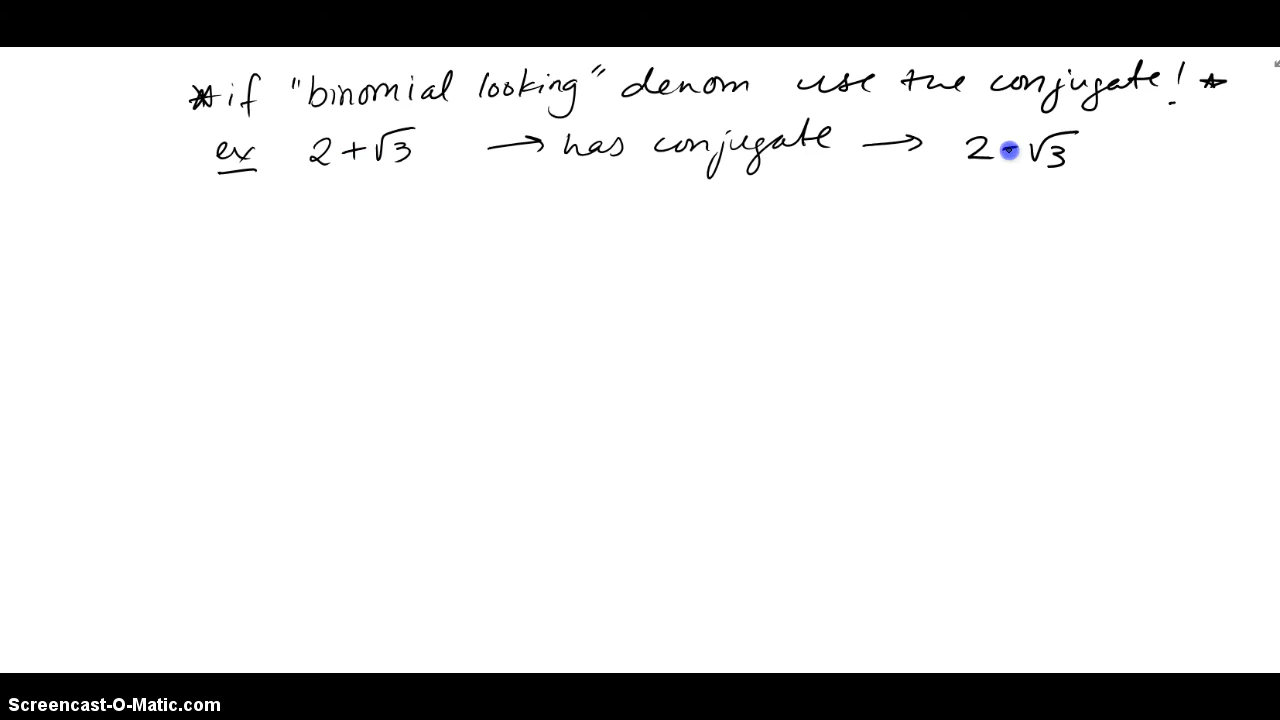 *if "binomial looking" denom use the conjugate! *
ex 2+√3 → has conjugate → 2-√3
Screencast-O-Matic.com